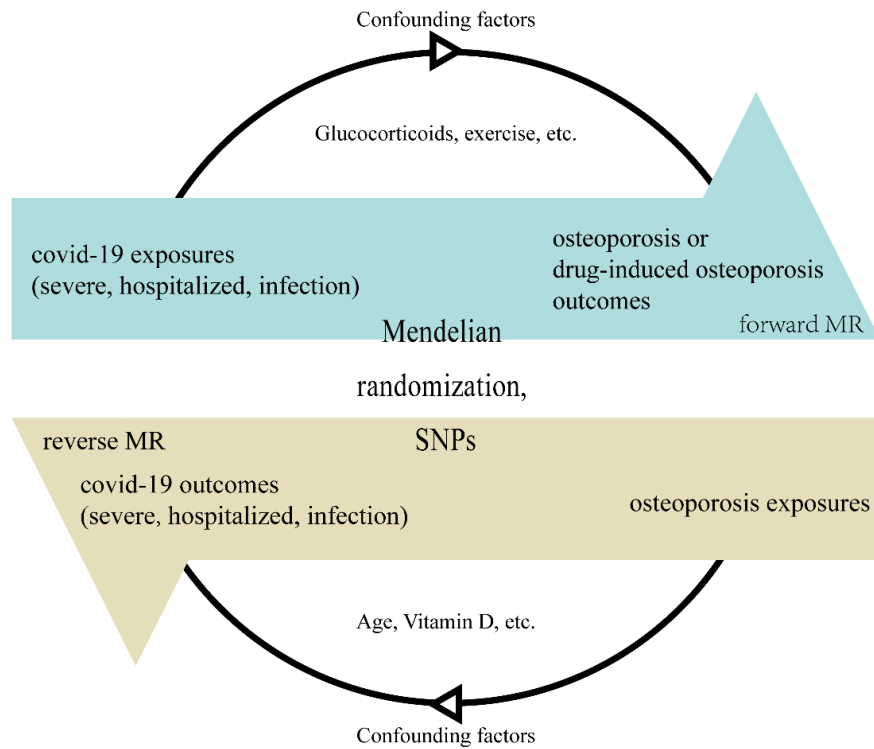 Confounding factors
Glucocorticoids, exercise, etc.
covid-19 exposures
(severe, hospitalized, infection)
osteoporosis or
drug-induced osteoporosis
outcomes
forward MR
Mendelian
randomization,
SNPs
reverse MR
covid-19 outcomes
(severe, hospitalized, infection)
osteoporosis exposures
Age, Vitamin D, etc.
Confounding factors